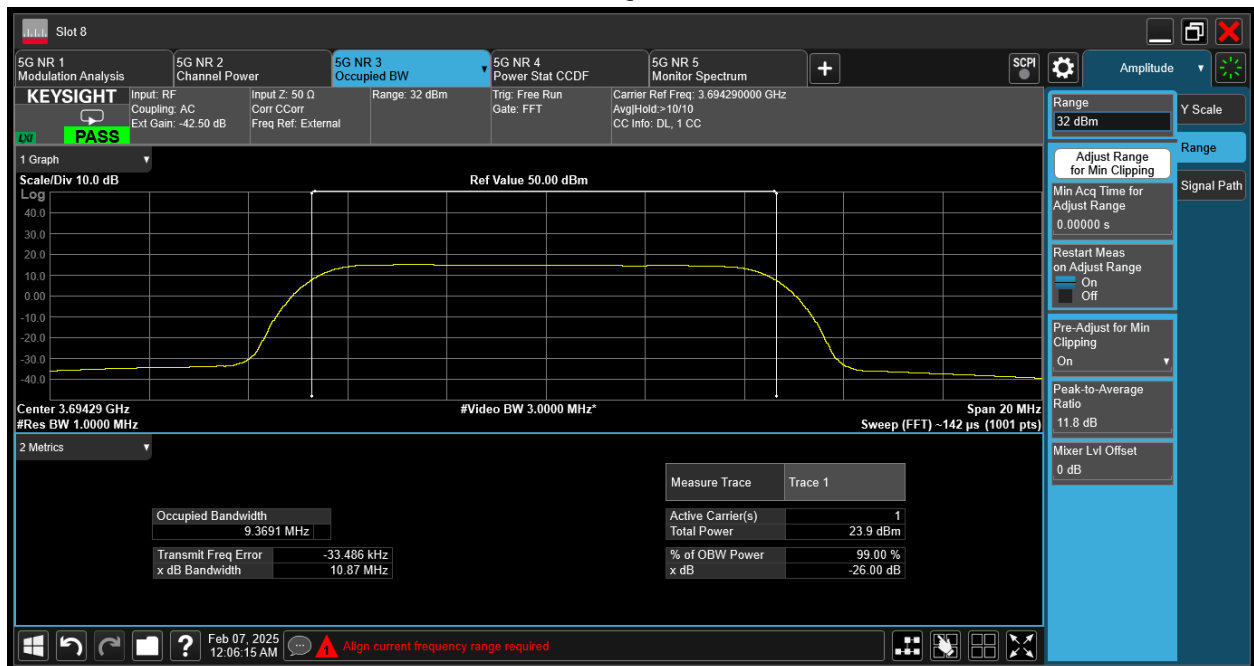 Slot 8
5G NR 1
Modulation Analysis
5G NR 2
Channel Power
5G NR 3
Occupied BW
5G NR 4
Power Stat CCDF
5G NR 5
Monitor Spectrum
SCPI
Amplitude
KEYSIGHT
LXI
PASS
Input: RF
Coupling: AC
Ext Gain: -42.50 dB
Input Z: 50 Ω
Corr CCorr
Freq Ref: External
Range: 32 dBm
Trig: Free Run
Gate: FFT
Carrier Ref Freq: 3.694290000 GHz
Avg|Hold:>10/10
CC Info: DL, 1 CC
1 Graph
Scale/Div 10.0 dB
Ref Value 50.00 dBm
Log
40.0
30.0
20.0
10.0
0.00
-10.0
-20.0
-30.0
-40.0
Center 3.69429 GHz
#Video BW 3.0000 MHz*
Span 20 MHz
#Res BW 1.0000 MHz
Sweep (FFT) ~142 µs (1001 pts)
2 Metrics
Measure Trace Trace 1
Occupied Bandwidth
9.3691 MHz
Active Carrier(s) 1
Total Power 23.9 dBm
Transmit Freq Error -33.486 kHz
x dB Bandwidth 10.87 MHz
% of OBW Power 99.00 %
x dB -26.00 dB
Range
32 dBm
Adjust Range
for Min Clipping
Min Acq Time for
Adjust Range
0.00000 s
Restart Meas
on Adjust Range
On
Off
Pre-Adjust for Min
Clipping
On
Peak-to-Average
Ratio
11.8 dB
Mixer Lvl Offset
0 dB
Y Scale
Range
Signal Path
?
Feb 07, 2025
12:06:15 AM
1
Align current frequency range required